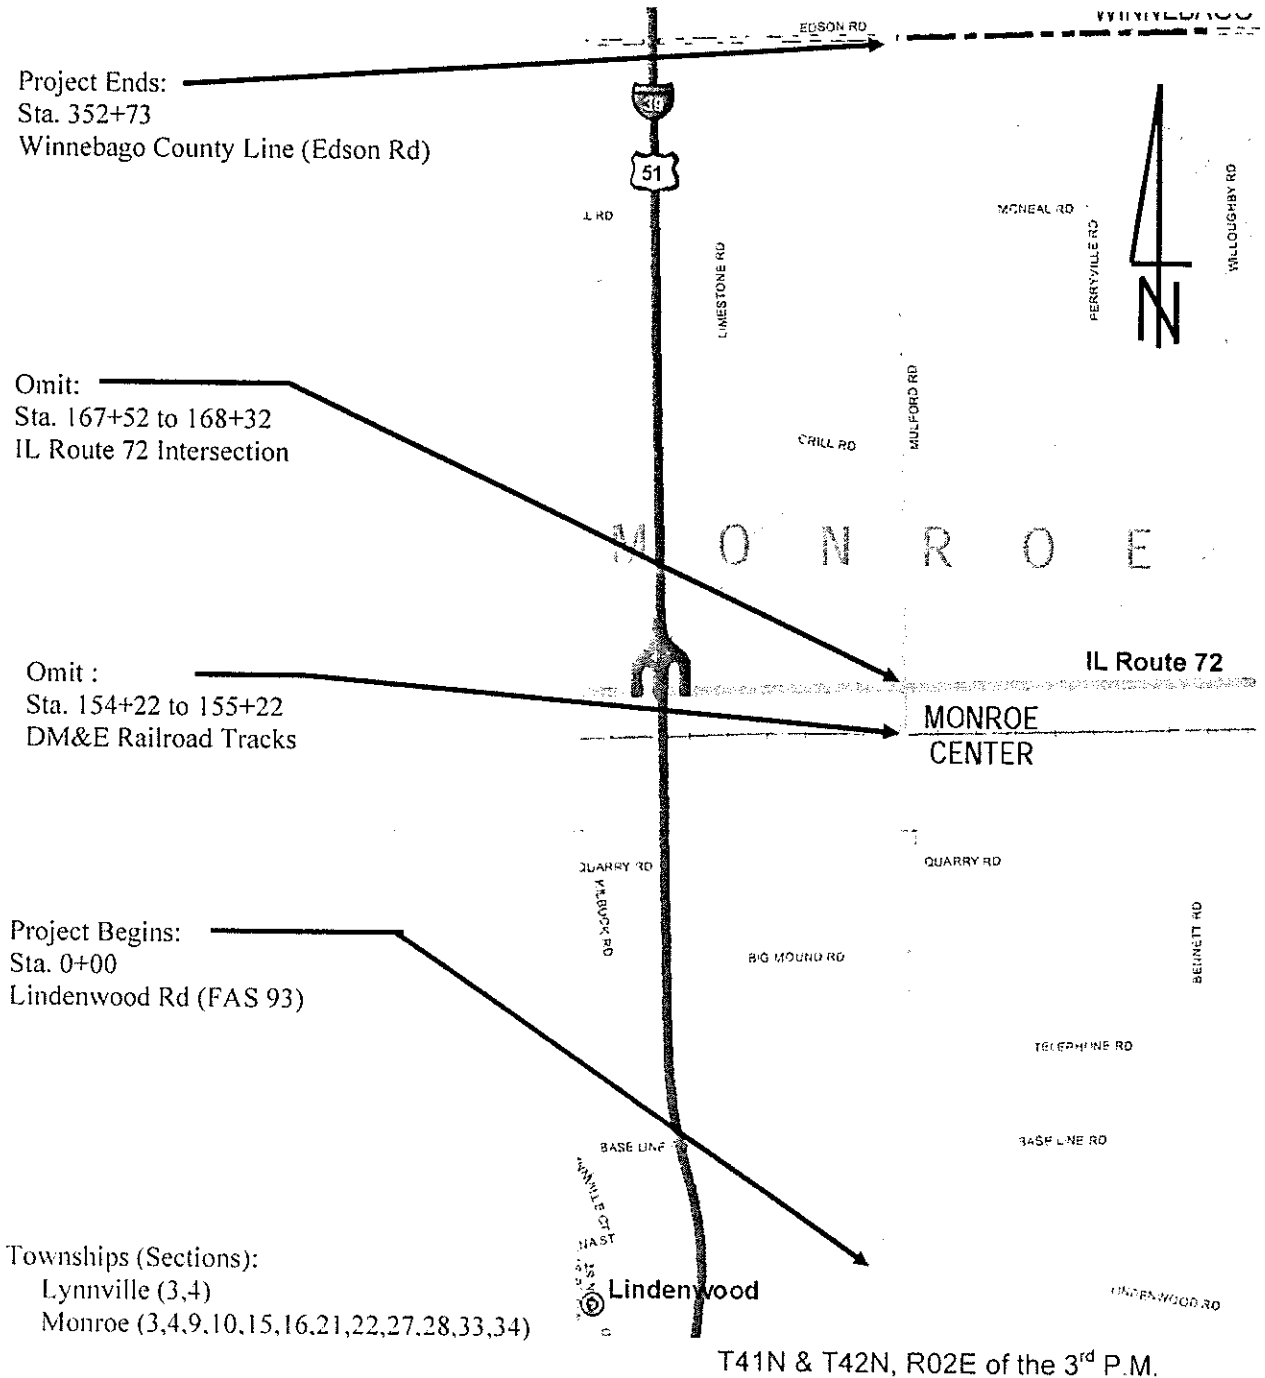 EDSON RD
WINNEBAGO
Project Ends:
Sta. 352+73
Winnebago County Line (Edson Rd)
39
51
MCNEAL RD
PERRYVILLE RD
WILLOUGHBY RD
N
L RD
LIMESTONE RD
Omit:
Sta. 167+52 to 168+32
IL Route 72 Intersection
MULFORD RD
CRILL RD
MONROE
Omit :
Sta. 154+22 to 155+22
DM&E Railroad Tracks
IL Route 72
MONROE
CENTER
QUARRY RD
KILBUCK RD
QUARRY RD
Project Begins:
Sta. 0+00
Lindenwood Rd (FAS 93)
BIG MOUND RD
BENNETT RD
TELEPHONE RD
BASE LINE
BASE LINE RD
Townships (Sections):
Lynnville (3,4)
Monroe (3,4,9,10,15,16,21,22,27,28,33,34)
Lindenwood
LINDENWOOD RD
T41N & T42N, R02E of the 3rd P.M.